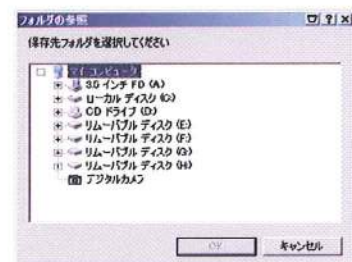 フォルダの参照
保存先フォルダを選択してください
マイ コンピュータ
3.5 インチ FD (A)
ローカル ディスク (C)
CD ドライブ (D)
リムーバブル ディスク (E)
リムーバブル ディスク (F)
リムーバブル ディスク (G)
リムーバブル ディスク (H)
デジタルカメラ
OK
キャンセル